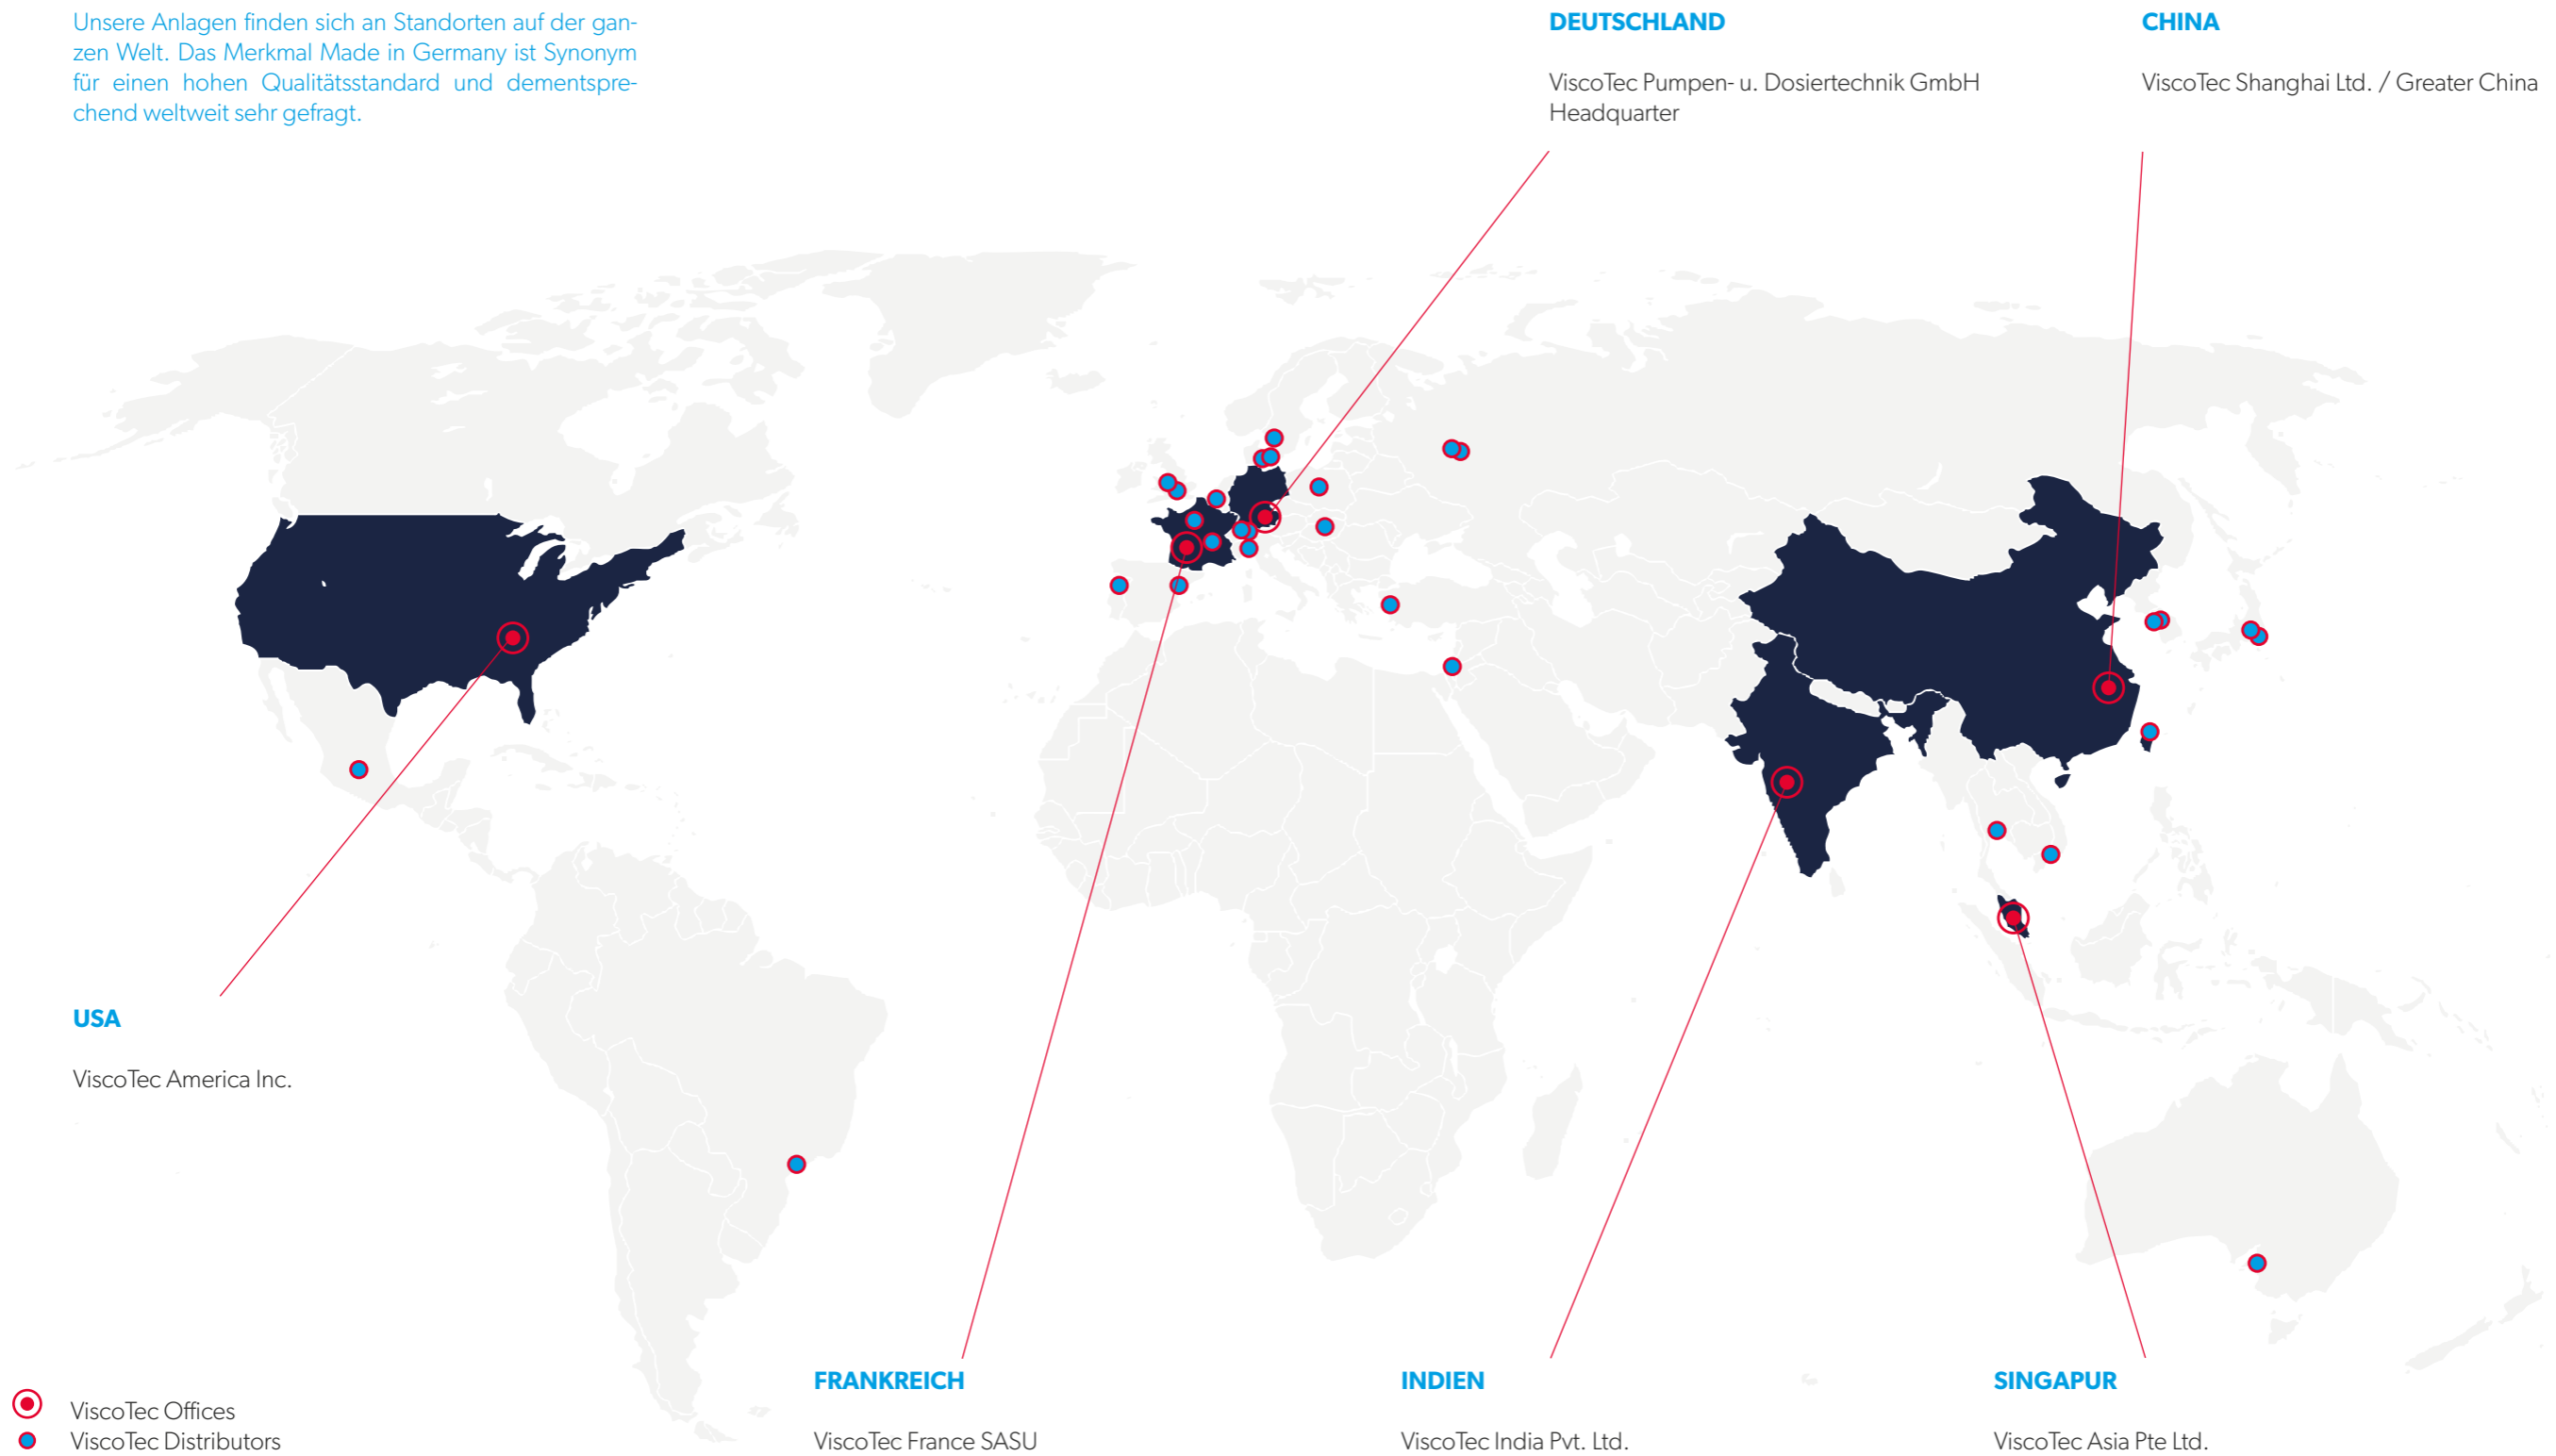 Unsere Anlagen finden sich an Standorten auf der gan-
zen Welt. Das Merkmal Made in Germany ist Synonym
für einen hohen Qualitätsstandard und dementspre-
chend weltweit sehr gefragt.
DEUTSCHLAND
ViscoTec Pumpen- u. Dosiertechnik GmbH
Headquarter
CHINA
ViscoTec Shanghai Ltd. / Greater China
USA
ViscoTec America Inc.
FRANKREICH
ViscoTec France SASU
INDIEN
ViscoTec India Pvt. Ltd.
SINGAPUR
ViscoTec Asia Pte Ltd.
ViscoTec Offices
ViscoTec Distributors